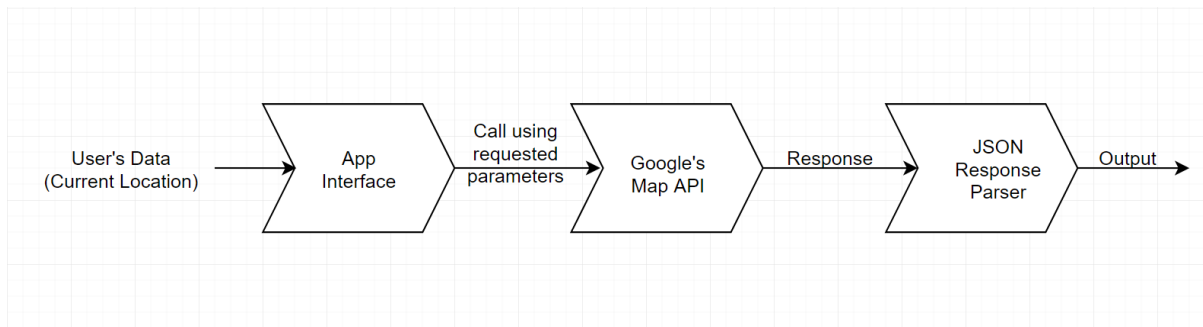 User's Data
(Current Location)
App
Interface
Call using
requested
parameters
Google's
Map API
Response
JSON
Response
Parser
Output